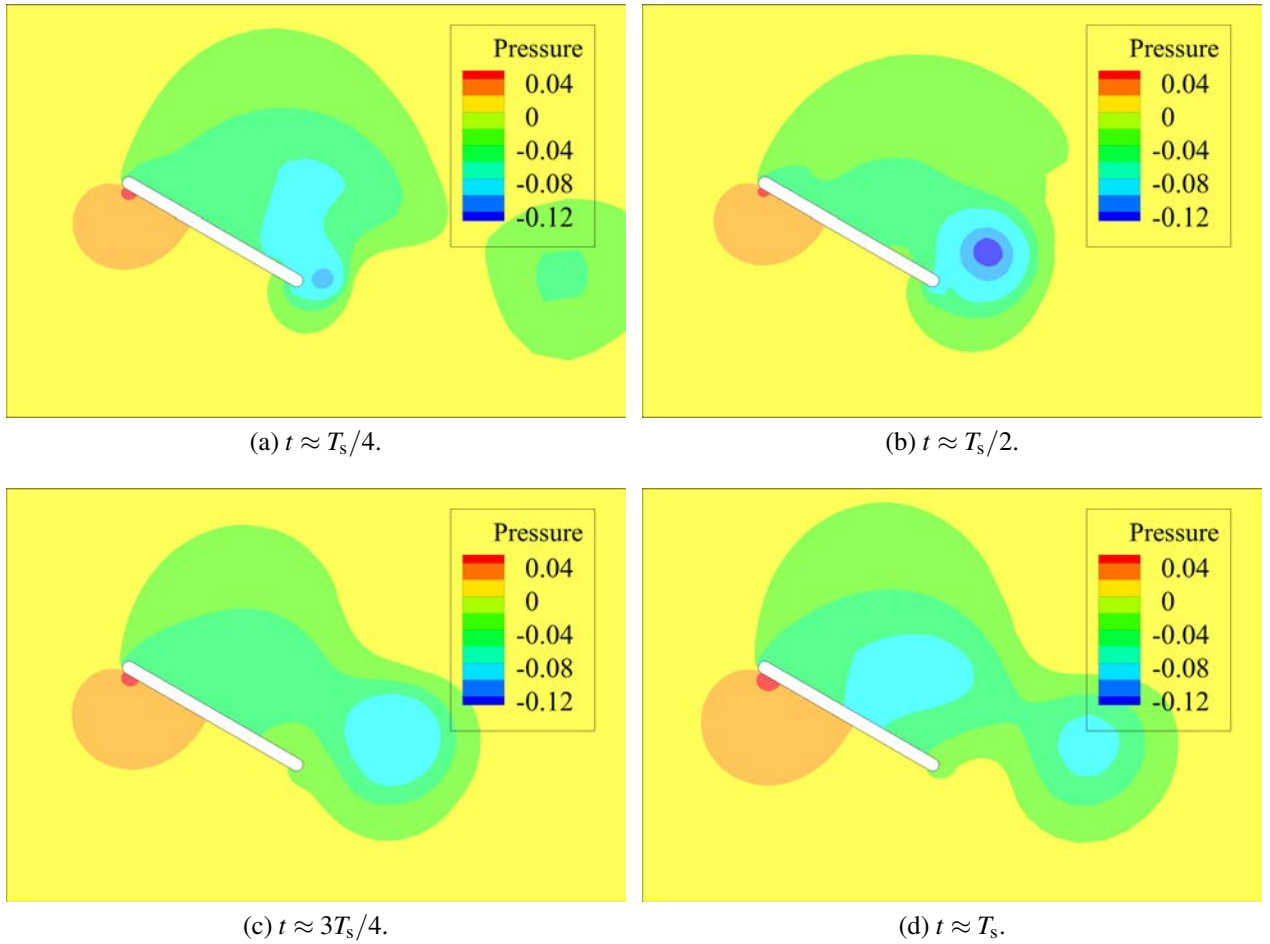 Pressure
0.04
0
-0.04
-0.08
-0.12
(a) t ≈ Ts/4.
Pressure
0.04
0
-0.04
-0.08
-0.12
(b) t ≈ Ts/2.
Pressure
0.04
0
-0.04
-0.08
-0.12
(c) t ≈ 3Ts/4.
Pressure
0.04
0
-0.04
-0.08
-0.12
(d) t ≈ Ts.